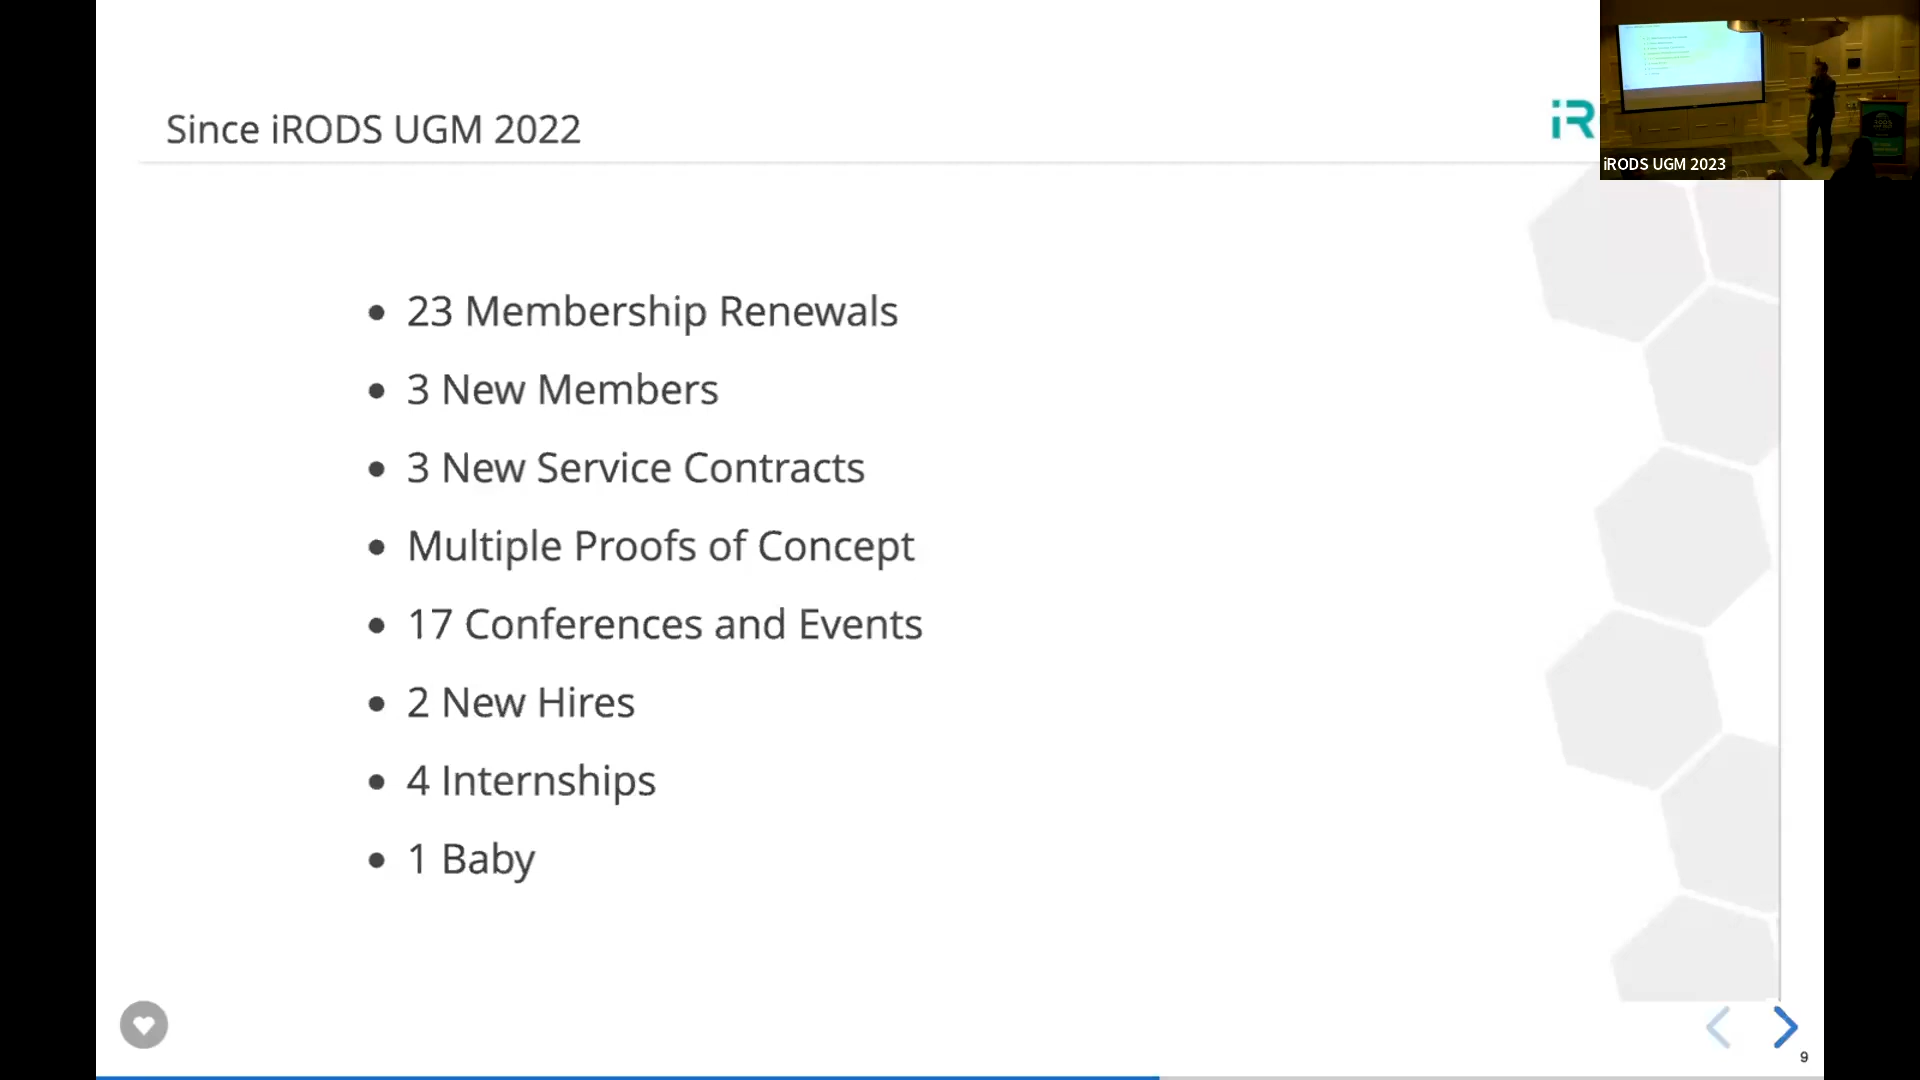 Since iRODS UGM 2022
iR
iRODS UGM 2023
• 23 Membership Renewals
• 3 New Members
• 3 New Service Contracts
• Multiple Proofs of Concept
• 17 Conferences and Events
• 2 New Hires
• 4 Internships
• 1 Baby
9